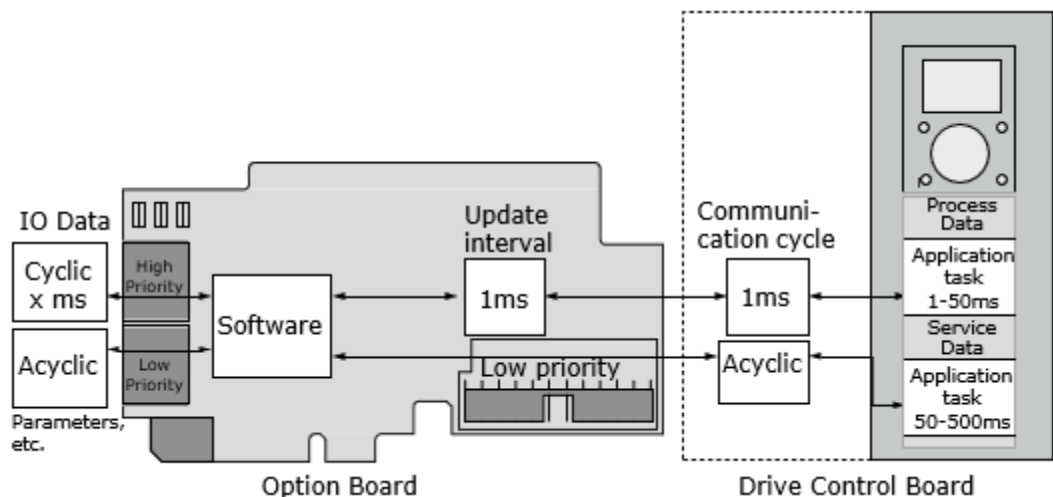 IO Data
Cyclic
x ms
High
Priority
Acyclic
Low
Priority
Parameters,
etc.
Software
Update
interval
1ms
Low priority
Option Board
Communi-
cation cycle
1ms
Acyclic
Process
Data
Application
task
1-50ms
Service
Data
Application
task
50-500ms
Drive Control Board